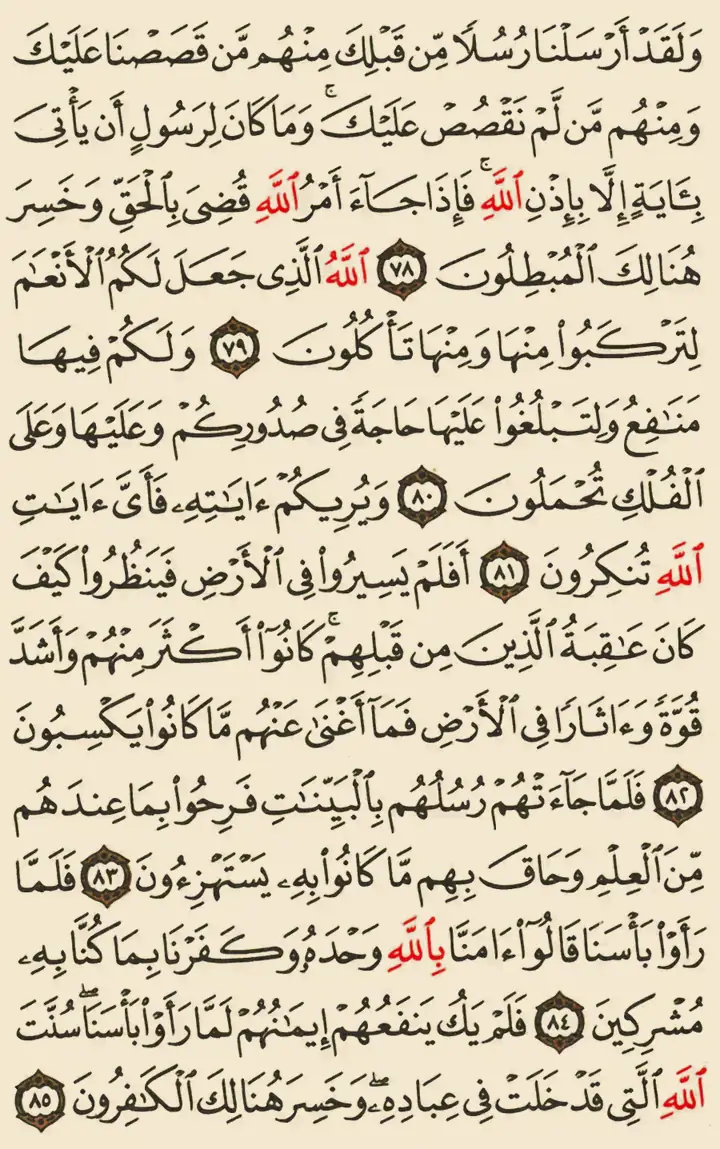 وَلَقَدۡ أَرۡسَلۡنَا رُسُلٗا مِّن قَبۡلِكَ مِنۡهُم مَّن قَصَصۡنَا عَلَيۡكَ
وَمِنۡهُم مَّن لَّمۡ نَقۡصُصۡ عَلَيۡكَۗ وَمَا كَانَ لِرَسُولٍ أَن يَأۡتِيَ
بِـَٔايَةٍ إِلَّا بِإِذۡنِ ٱللَّهِۚ فَإِذَا جَآءَ أَمۡرُ ٱللَّهِ قُضِيَ بِٱلۡحَقِّ وَخَسِرَ
هُنَالِكَ ٱلۡمُبۡطِلُونَ ٧٨ ٱللَّهُ ٱلَّذِي جَعَلَ لَكُمُ ٱلۡأَنۡعَٰمَ
لِتَرۡكَبُواْ مِنۡهَا وَمِنۡهَا تَأۡكُلُونَ ٧٩ وَلَكُمۡ فِيهَا
مَنَٰفِعُ وَلِتَبۡلُغُواْ عَلَيۡهَا حَاجَةٗ فِي صُدُورِكُمۡ وَعَلَيۡهَا وَعَلَى
ٱلۡفُلۡكِ تُحۡمَلُونَ ٨٠ وَيُرِيكُمۡ ءَايَٰتِهِۦ فَأَيَّ ءَايَٰتِ
ٱللَّهِ تُنكِرُونَ ٨١ أَفَلَمۡ يَسِيرُواْ فِي ٱلۡأَرۡضِ فَيَنظُرُواْ كَيۡفَ
كَانَ عَٰقِبَةُ ٱلَّذِينَ مِن قَبۡلِهِمۡۚ كَانُوٓاْ أَكۡثَرَ مِنۡهُمۡ وَأَشَدَّ
قُوَّةٗ وَءَاثَارٗا فِي ٱلۡأَرۡضِ فَمَآ أَغۡنَىٰ عَنۡهُم مَّا كَانُواْ يَكۡسِبُونَ
٨٢ فَلَمَّا جَآءَتۡهُمۡ رُسُلُهُم بِٱلۡبَيِّنَٰتِ فَرِحُواْ بِمَا عِندَهُم
مِّنَ ٱلۡعِلۡمِ وَحَاقَ بِهِم مَّا كَانُواْ بِهِۦ يَسۡتَهۡزِءُونَ ٨٣ فَلَمَّا
رَأَوۡاْ بَأۡسَنَا قَالُوٓاْ ءَامَنَّا بِٱللَّهِ وَحۡدَهُۥ وَكَفَرۡنَا بِمَا كُنَّا بِهِۦ
مُشۡرِكِينَ ٨٤ فَلَمۡ يَكُ يَنفَعُهُمۡ إِيمَٰنُهُمۡ لَمَّا رَأَوۡاْ بَأۡسَنَاۖ سُنَّتَ
ٱللَّهِ ٱلَّتِي قَدۡ خَلَتۡ فِي عِبَادِهِۦۖ وَخَسِرَ هُنَالِكَ ٱلۡكَٰفِرُونَ ٨٥